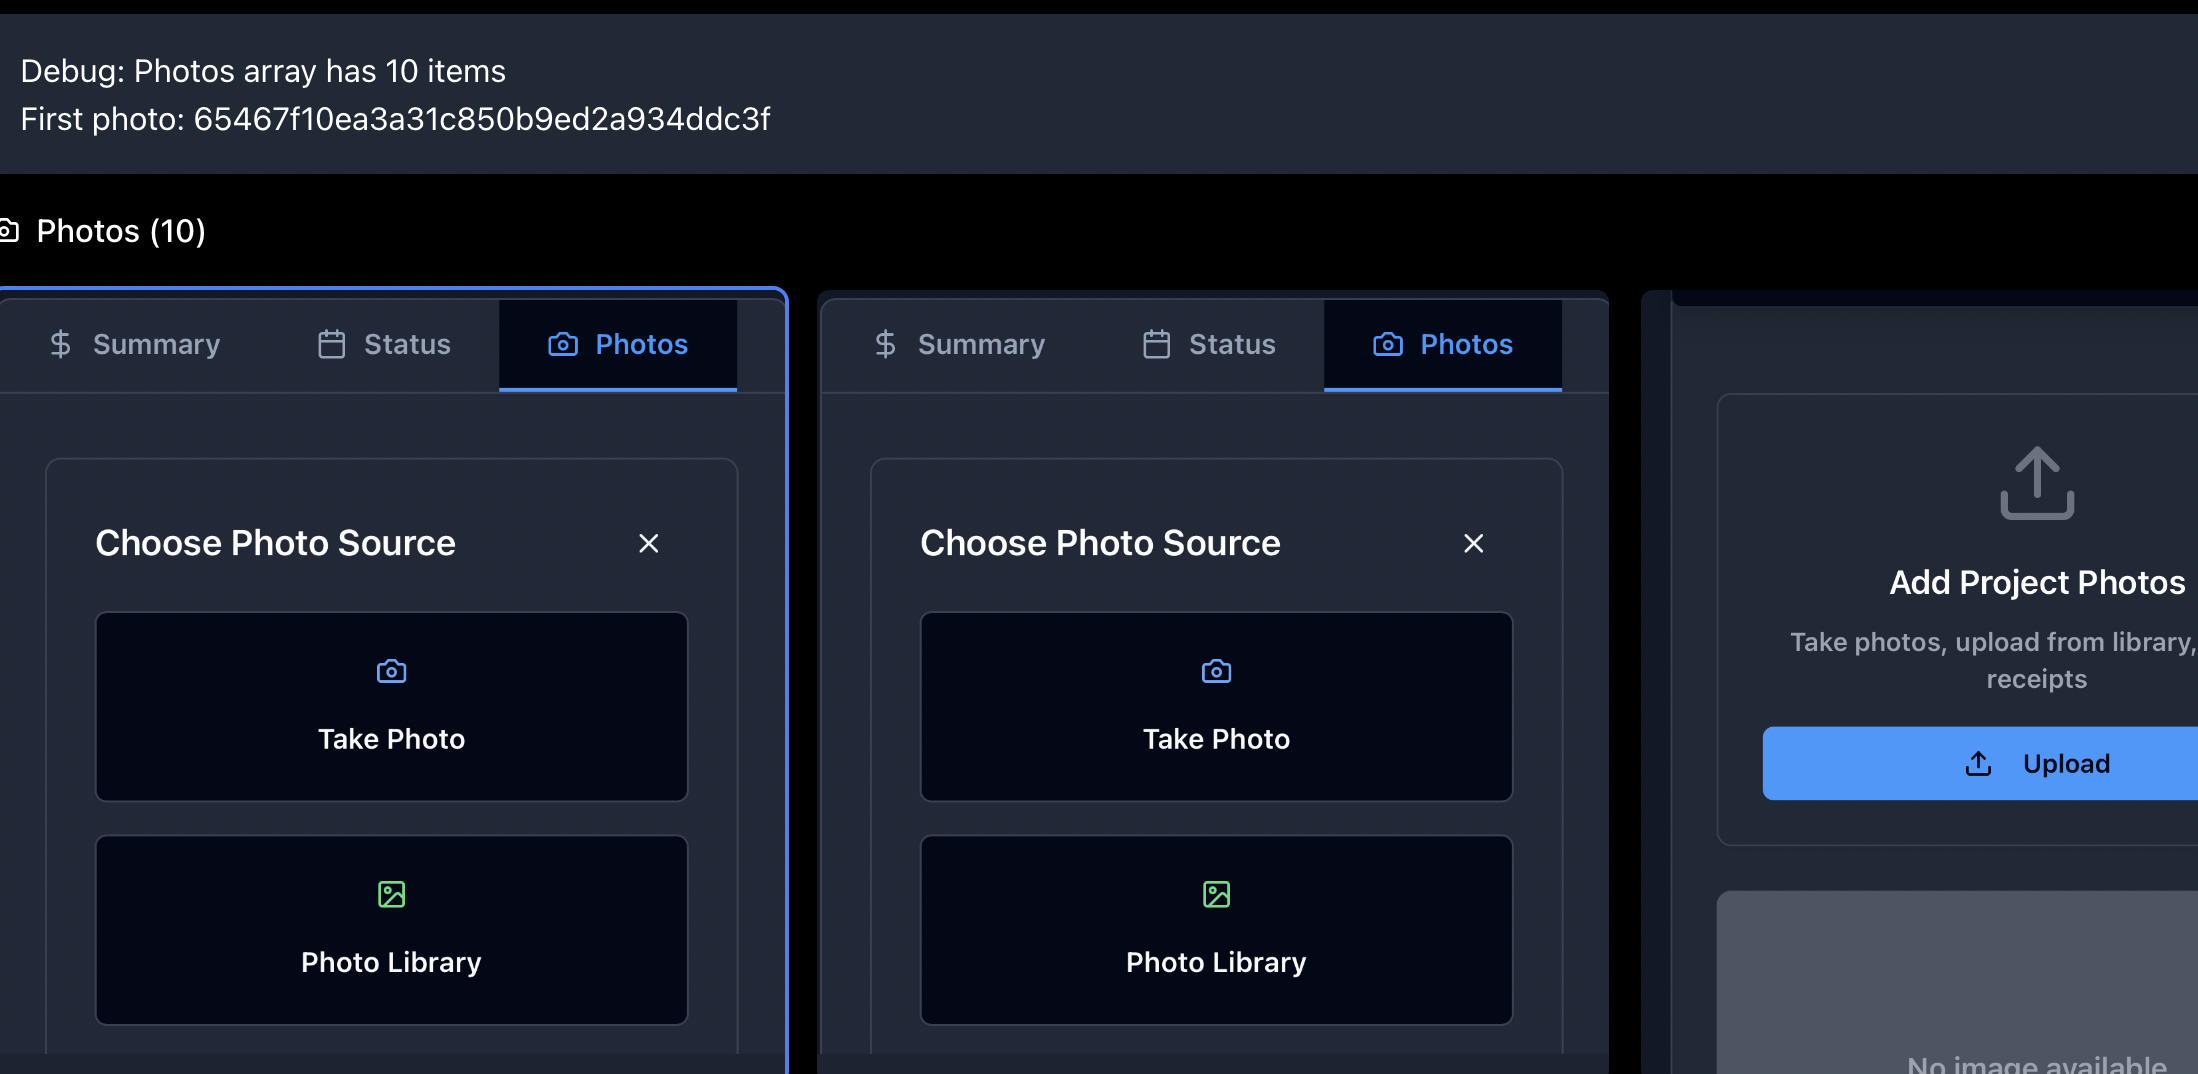 Debug: Photos array has 10 items
First photo: 65467f10ea3a31c850b9ed2a934ddc3f
Photos (10)
Summary
Status
Photos
Choose Photo Source
Take Photo
Photo Library
Summary
Status
Photos
Choose Photo Source
Take Photo
Photo Library
Add Project Photos
Take photos, upload from library,
receipts
Upload
No image available